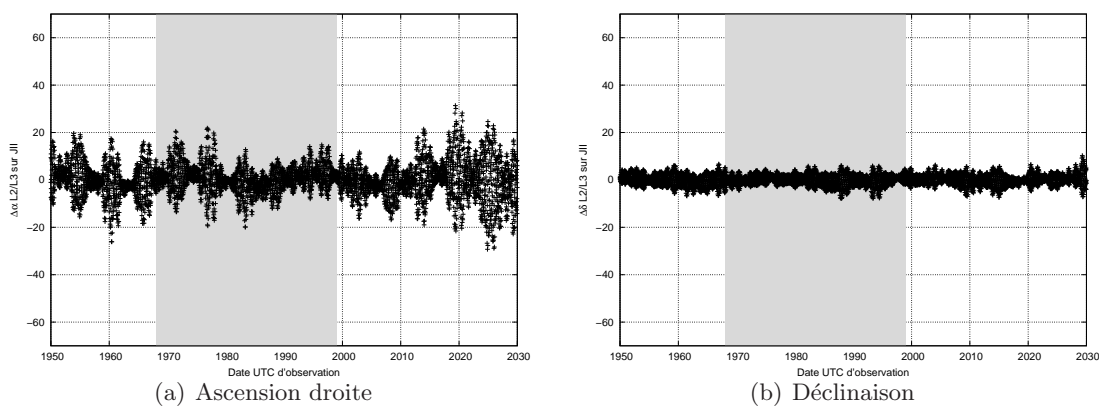 60
40
20
0
−20
−40
−60
Δα L2/L3 sur JII
1950 1960 1970 1980 1990 2000 2010 2020 2030
Date UTC d'observation
(a) Ascension droite
60
40
20
0
−20
−40
−60
Δδ L2/L3 sur JII
1950 1960 1970 1980 1990 2000 2010 2020 2030
Date UTC d'observation
(b) Déclinaison